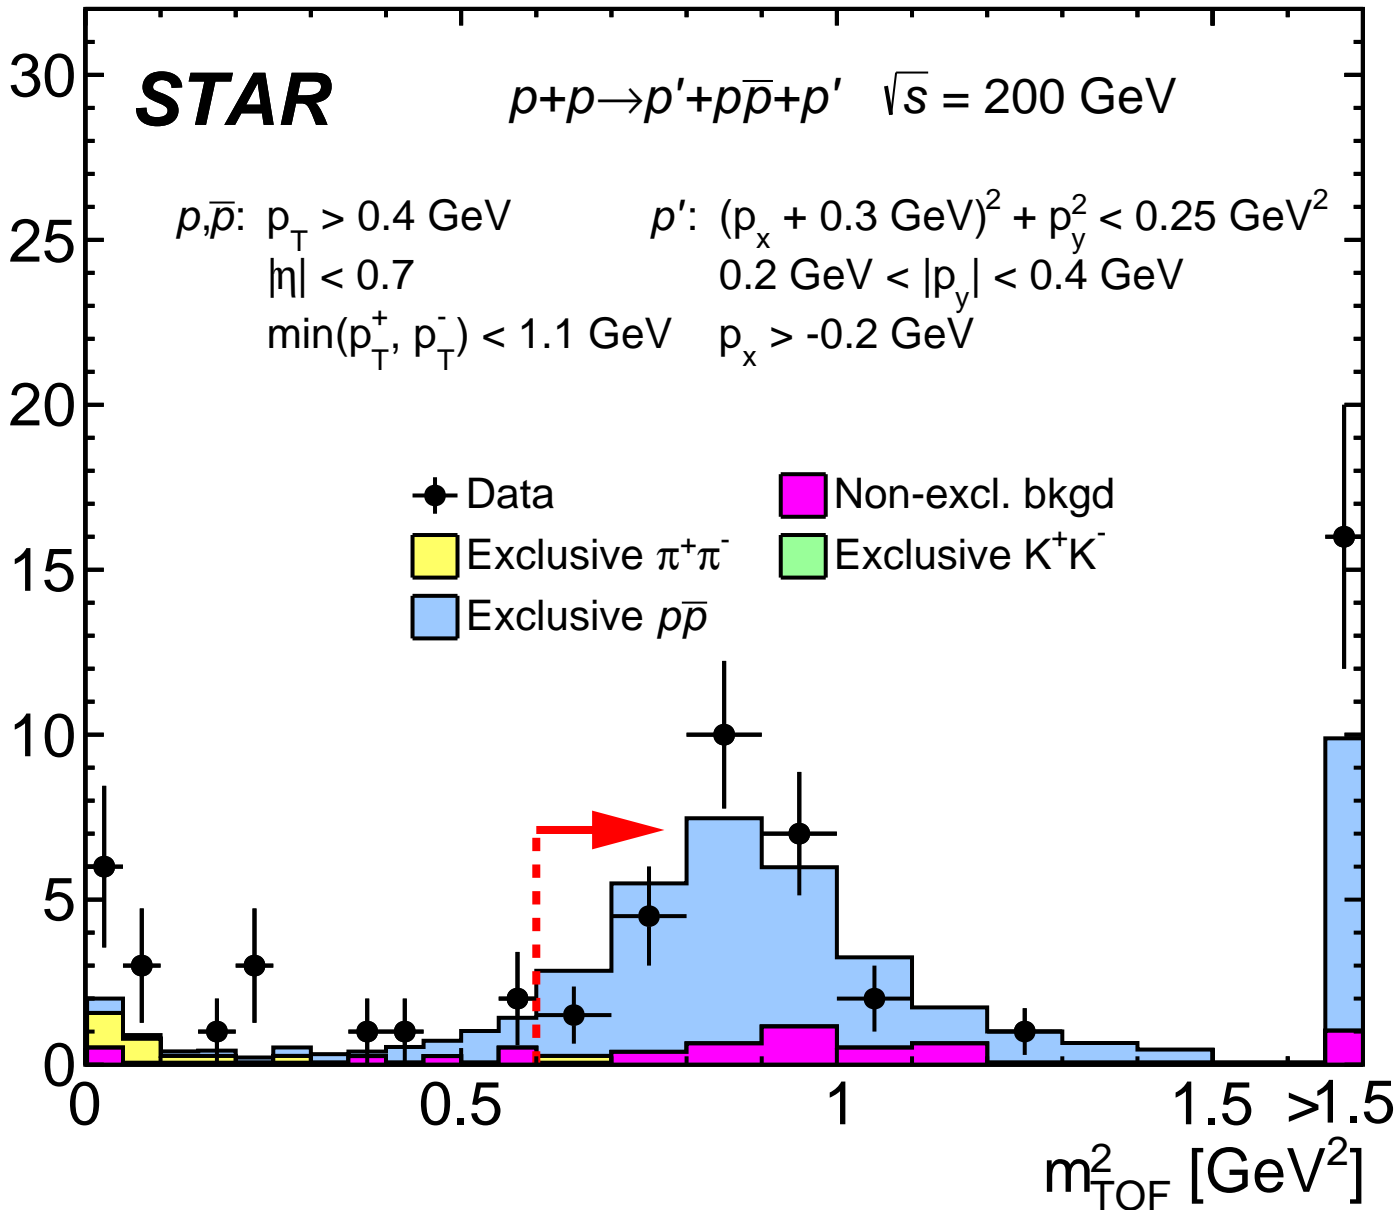 30
25
20
15
10
5
0
STAR p+p→p′+pp̅+p′ √s = 200 GeV
p,p̅: p_T > 0.4 GeV p′: (p_x + 0.3 GeV)² + p_y² < 0.25 GeV²
|η| < 0.7 0.2 GeV < |p_y| < 0.4 GeV
min(p_T⁺, p_T⁻) < 1.1 GeV p_x > -0.2 GeV
Data Non-excl. bkgd
Exclusive π⁺π⁻ Exclusive K⁺K⁻
Exclusive pp̅
0 0.5 1 1.5 >1.5
m²_TOF [GeV²]